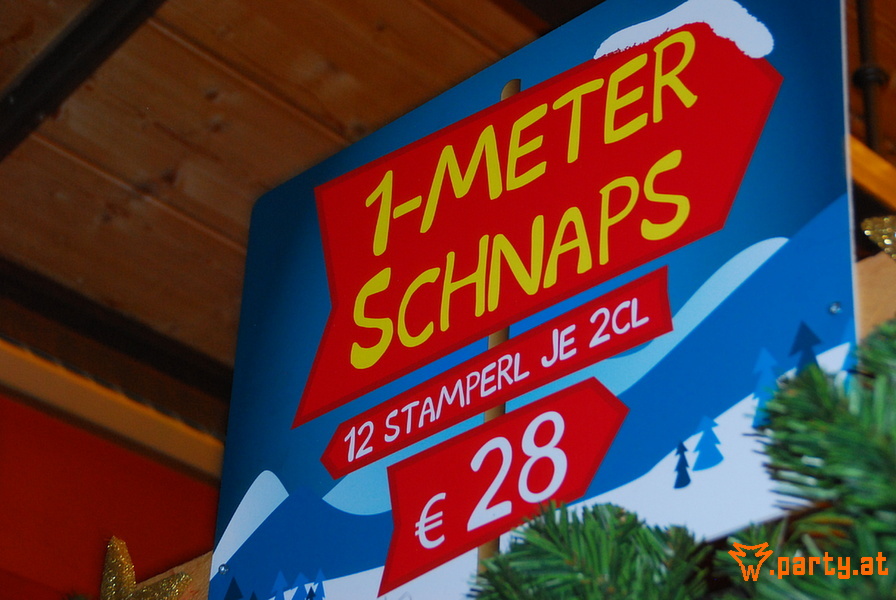 1-METER
SCHNAPS
12 STAMPERL JE 2CL
€ 28
.party.at